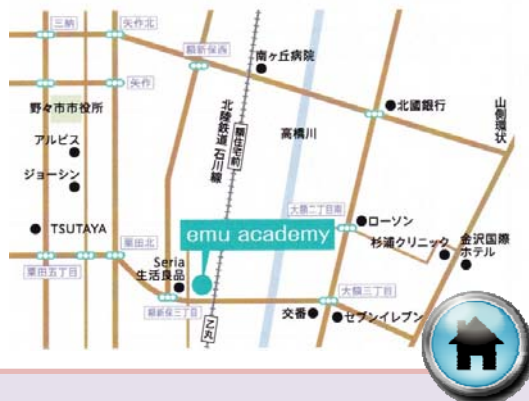 三納
矢作北
額新保西
南ヶ丘病院
矢作
北國銀行
野々市市役所
アルビス
ジョーシン
北陸鉄道 石川線
額住宅前
高橋川
山側環状
TSUTAYA
大額二丁目南
ローソン
杉浦クリニック
金沢国際
ホテル
emu academy
粟田北
粟田五丁目
Seria
生活良品
額新保三丁目
乙丸
大額三丁目
交番
セブンイレブン